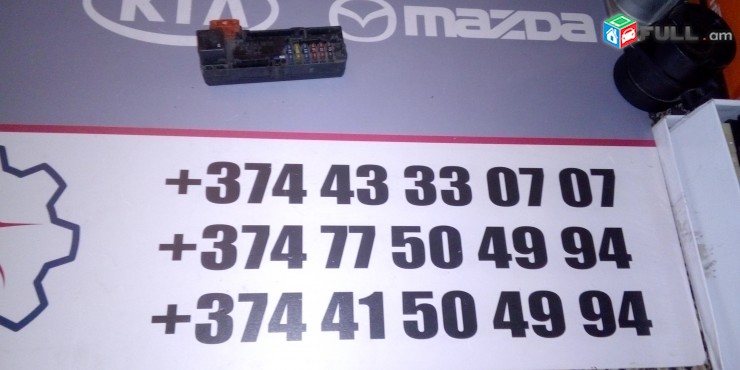 KIA
mazda
FULL.am
+374 43 33 07 07
+374 77 50 49 94
+374 41 50 49 94